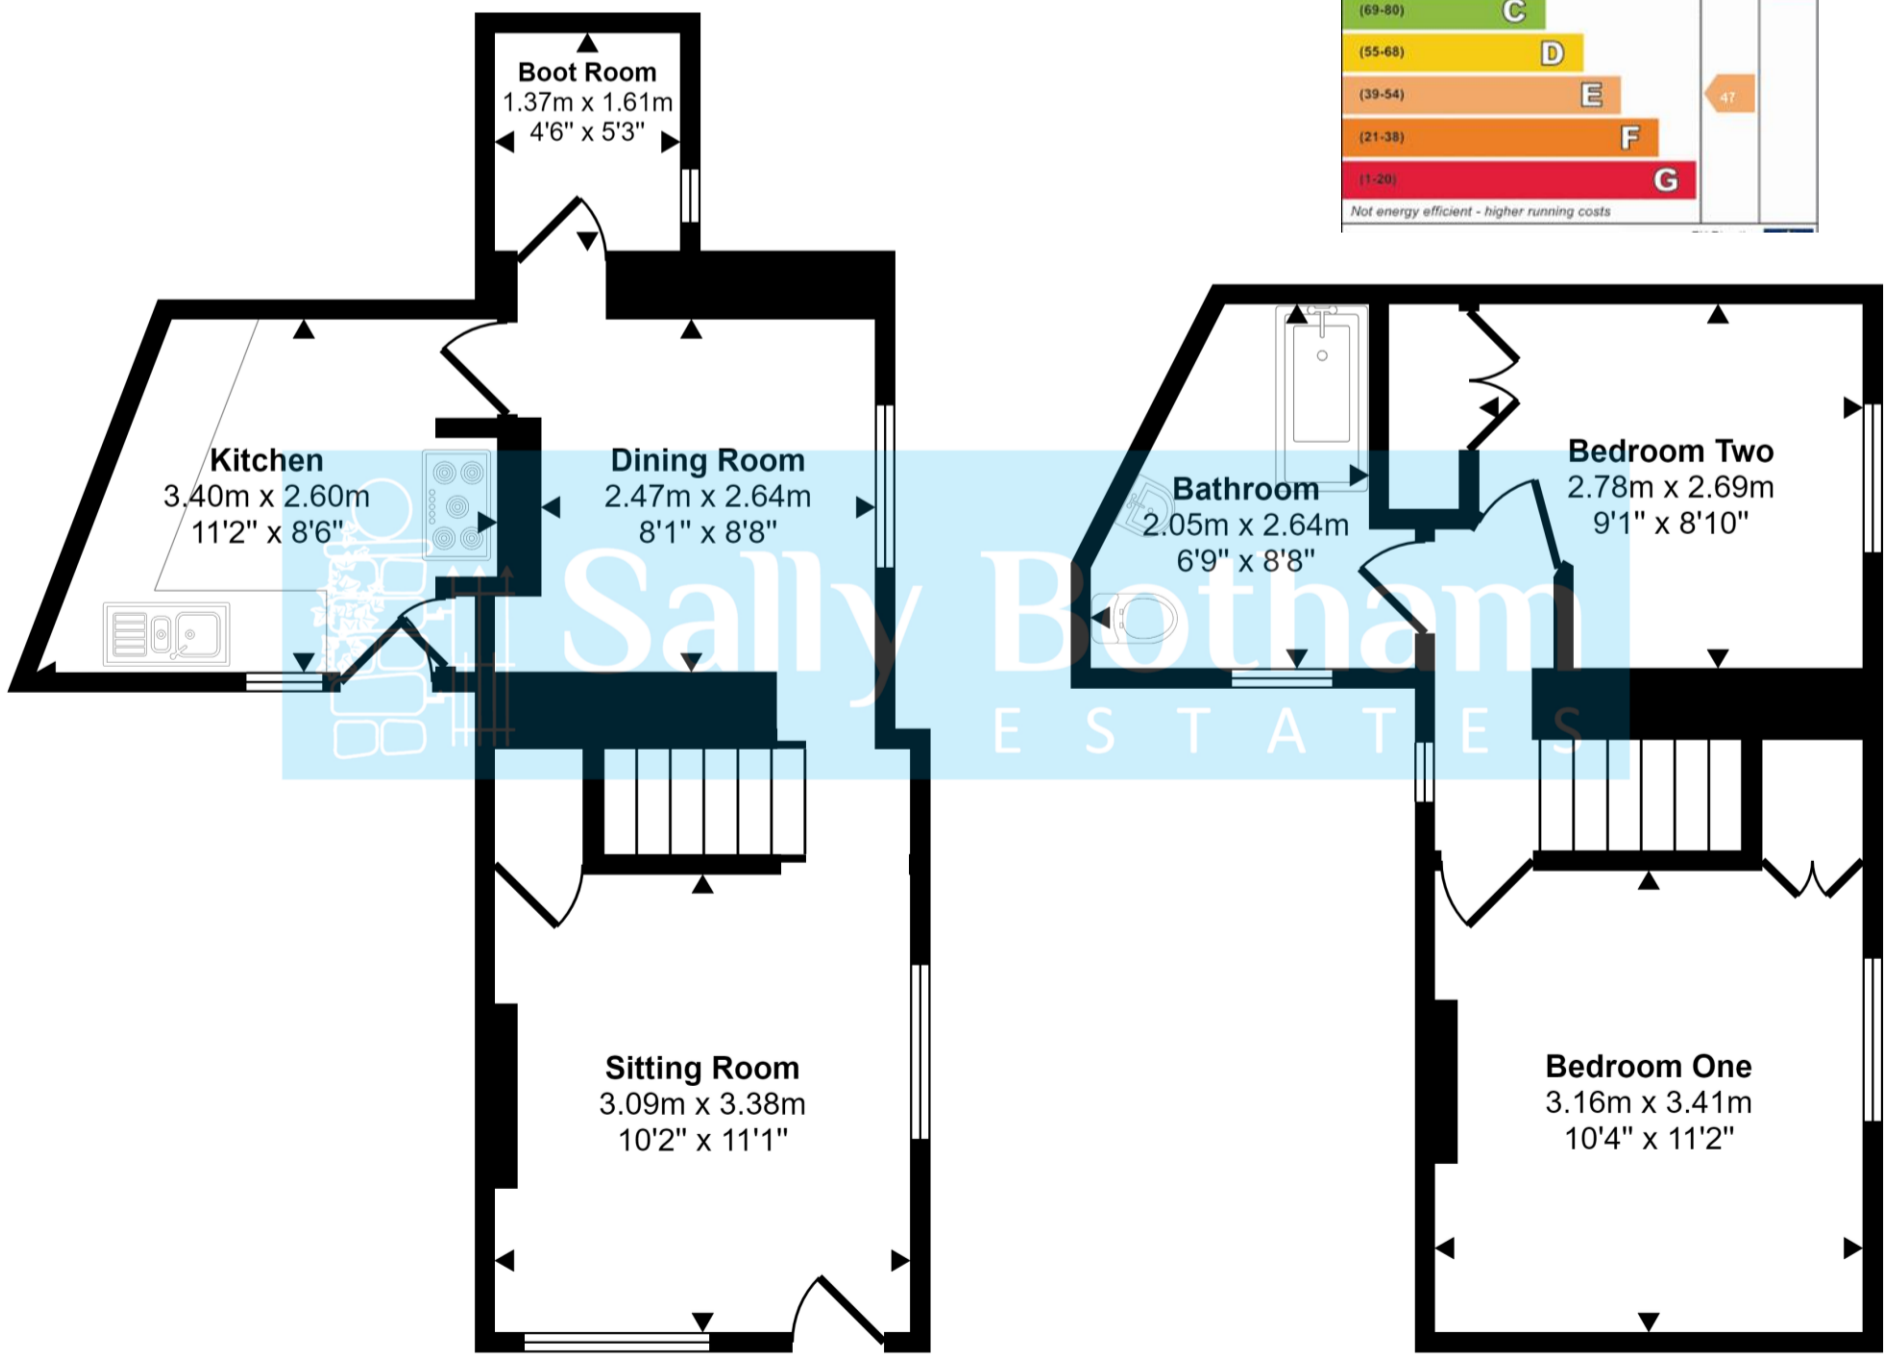 Boot Room
1.37m x 1.61m
4'6" x 5'3"
(69-80) C
(55-68) D
(39-54) E
47
(21-38) F
(1-20) G
Not energy efficient - higher running costs
Kitchen
3.40m x 2.60m
11'2" x 8'6"
Dining Room
2.47m x 2.64m
8'1" x 8'8"
Bathroom
2.05m x 2.64m
6'9" x 8'8"
Bedroom Two
2.78m x 2.69m
9'1" x 8'10"
Sally Botham
ESTATES
Sitting Room
3.09m x 3.38m
10'2" x 11'1"
Bedroom One
3.16m x 3.41m
10'4" x 11'2"